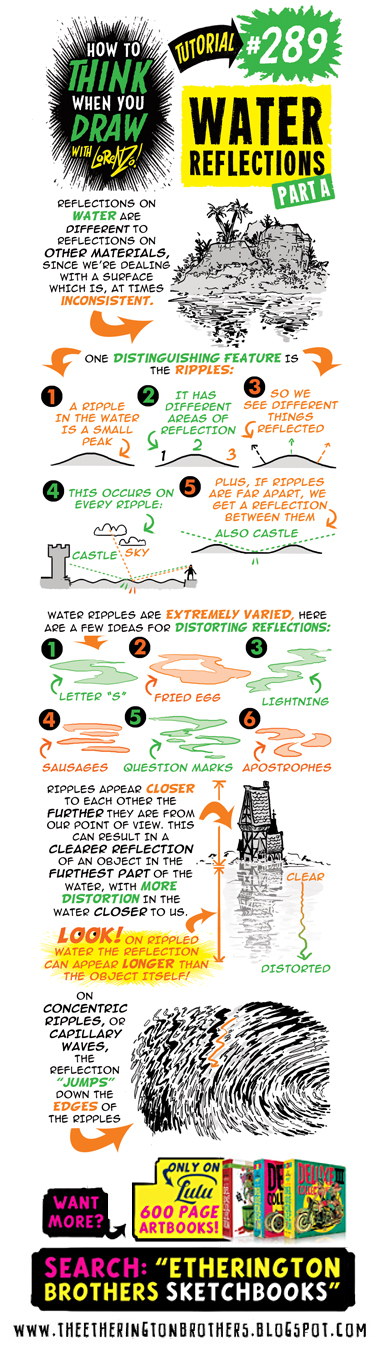 HOW TO
THINK
WHEN YOU
DRAW
WITH LORENZO!
TUTORIAL
#289
WATER
REFLECTIONS
PART A
REFLECTIONS ON
WATER ARE
DIFFERENT TO
REFLECTIONS ON
OTHER MATERIALS,
SINCE WE'RE DEALING
WITH A SURFACE
WHICH IS, AT TIMES
INCONSISTENT.
ONE DISTINGUISHING FEATURE IS
THE RIPPLES:
1
A RIPPLE
IN THE WATER
IS A SMALL
PEAK
2
IT HAS
DIFFERENT
AREAS OF
REFLECTION
1 2 3
3
SO WE
SEE DIFFERENT
THINGS
REFLECTED
4
THIS OCCURS ON
EVERY RIPPLE:
CASTLE
SKY
5
PLUS, IF RIPPLES
ARE FAR APART, WE
GET A REFLECTION
BETWEEN THEM
ALSO CASTLE
WATER RIPPLES ARE EXTREMELY VARIED, HERE
ARE A FEW IDEAS FOR DISTORTING REFLECTIONS:
1
LETTER "S"
2
FRIED EGG
3
LIGHTNING
4
SAUSAGES
5
QUESTION MARKS
6
APOSTROPHES
RIPPLES APPEAR CLOSER
TO EACH OTHER THE
FURTHER THEY ARE FROM
OUR POINT OF VIEW. THIS
CAN RESULT IN A
CLEARER REFLECTION
OF AN OBJECT IN THE
FURTHEST PART OF THE
WATER, WITH MORE
DISTORTION IN THE
WATER CLOSER TO US.
CLEAR
DISTORTED
LOOK! ON RIPPLED
WATER THE REFLECTION
CAN APPEAR LONGER THAN
THE OBJECT ITSELF!
ON
CONCENTRIC
RIPPLES, OR
CAPILLARY
WAVES,
THE
REFLECTION
"JUMPS"
DOWN THE
EDGES OF
THE RIPPLES
WANT
MORE?
ONLY ON
Lulu
600 PAGE
ARTBOOKS!
SEARCH: "ETHERINGTON
BROTHERS SKETCHBOOKS"
WWW.THEETHERINGTONBROTHERS.BLOGSPOT.COM